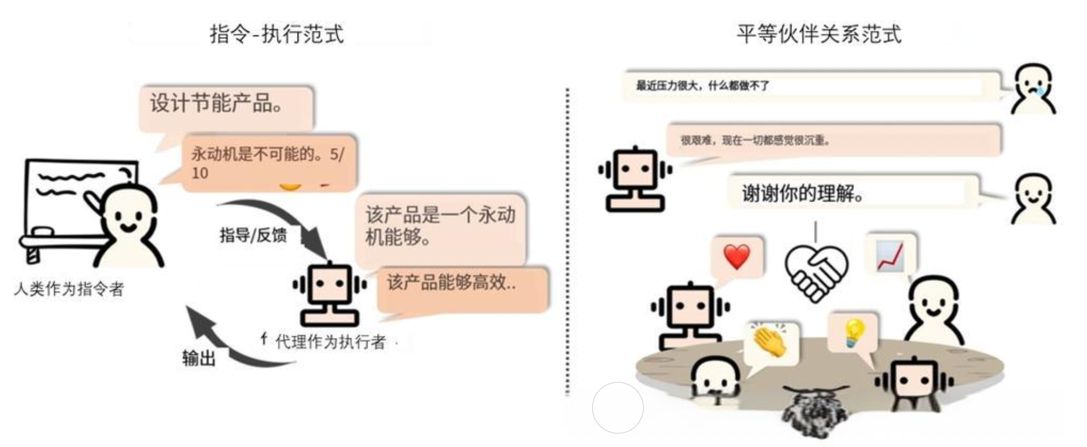 指令-执行范式
设计节能产品。
永动机是不可能的。5/
10
指导/反馈
该产品是一个永动
机能够。
该产品能够高效..
人类作为指令者
代理作为执行者
输出
平等伙伴关系范式
最近压力很大，什么都做不了
很艰难，现在一切都感觉很沉重。
谢谢你的理解。